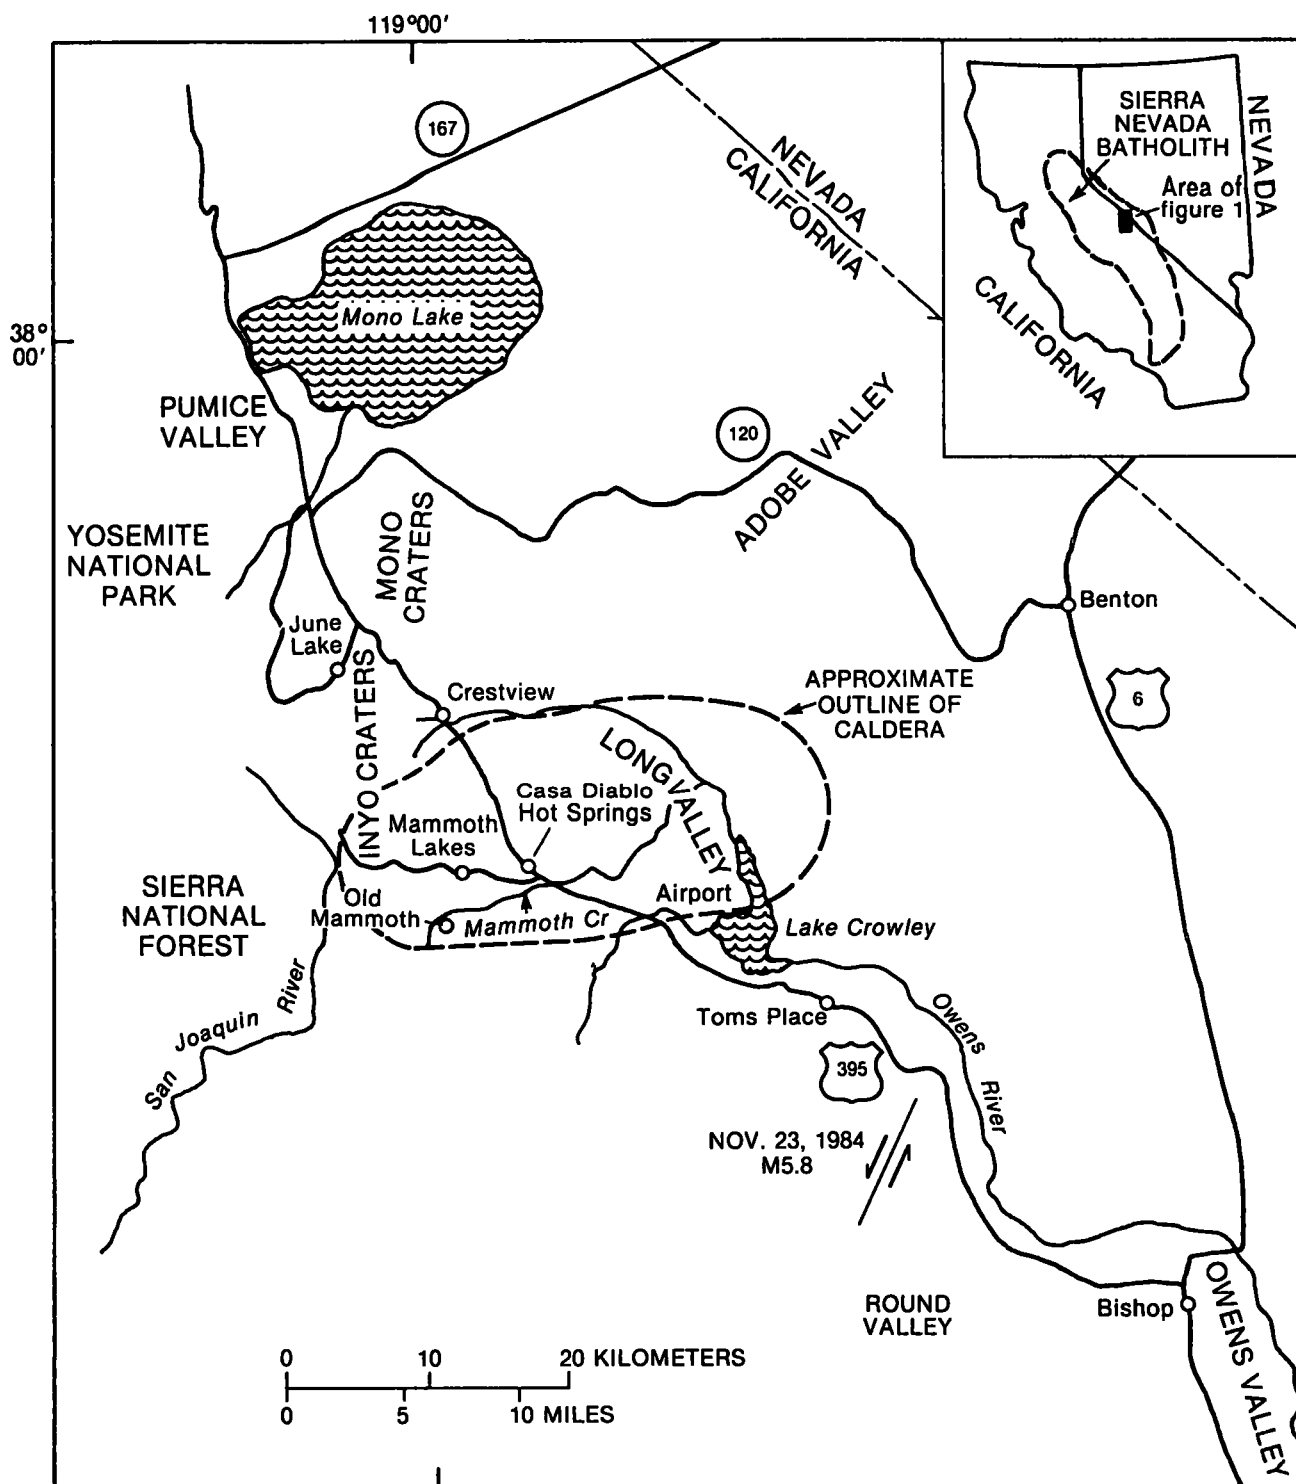 119°00'
167
NEVADA
CALIFORNIA
SIERRA
NEVADA
BATHOLITH
NEVADA
Area of
figure 1
CALIFORNIA
Mono Lake
38°
00'
PUMICE
VALLEY
120
ADOBE VALLEY
MONO
CRATERS
YOSEMITE
NATIONAL
PARK
Benton
June
Lake
INYO CRATERS
Crestview
APPROXIMATE
OUTLINE OF
CALDERA
6
LONG VALLEY
Casa Diablo
Hot Springs
Mammoth
Lakes
SIERRA
NATIONAL
FOREST
Old
Mammoth
Mammoth Cr
Airport
Lake Crowley
San Joaquin River
Toms Place
Owens River
395
NOV. 23, 1984
M5.8
ROUND
VALLEY
Bishop
OWENS VALLEY
0 10 20 KILOMETERS
0 5 10 MILES